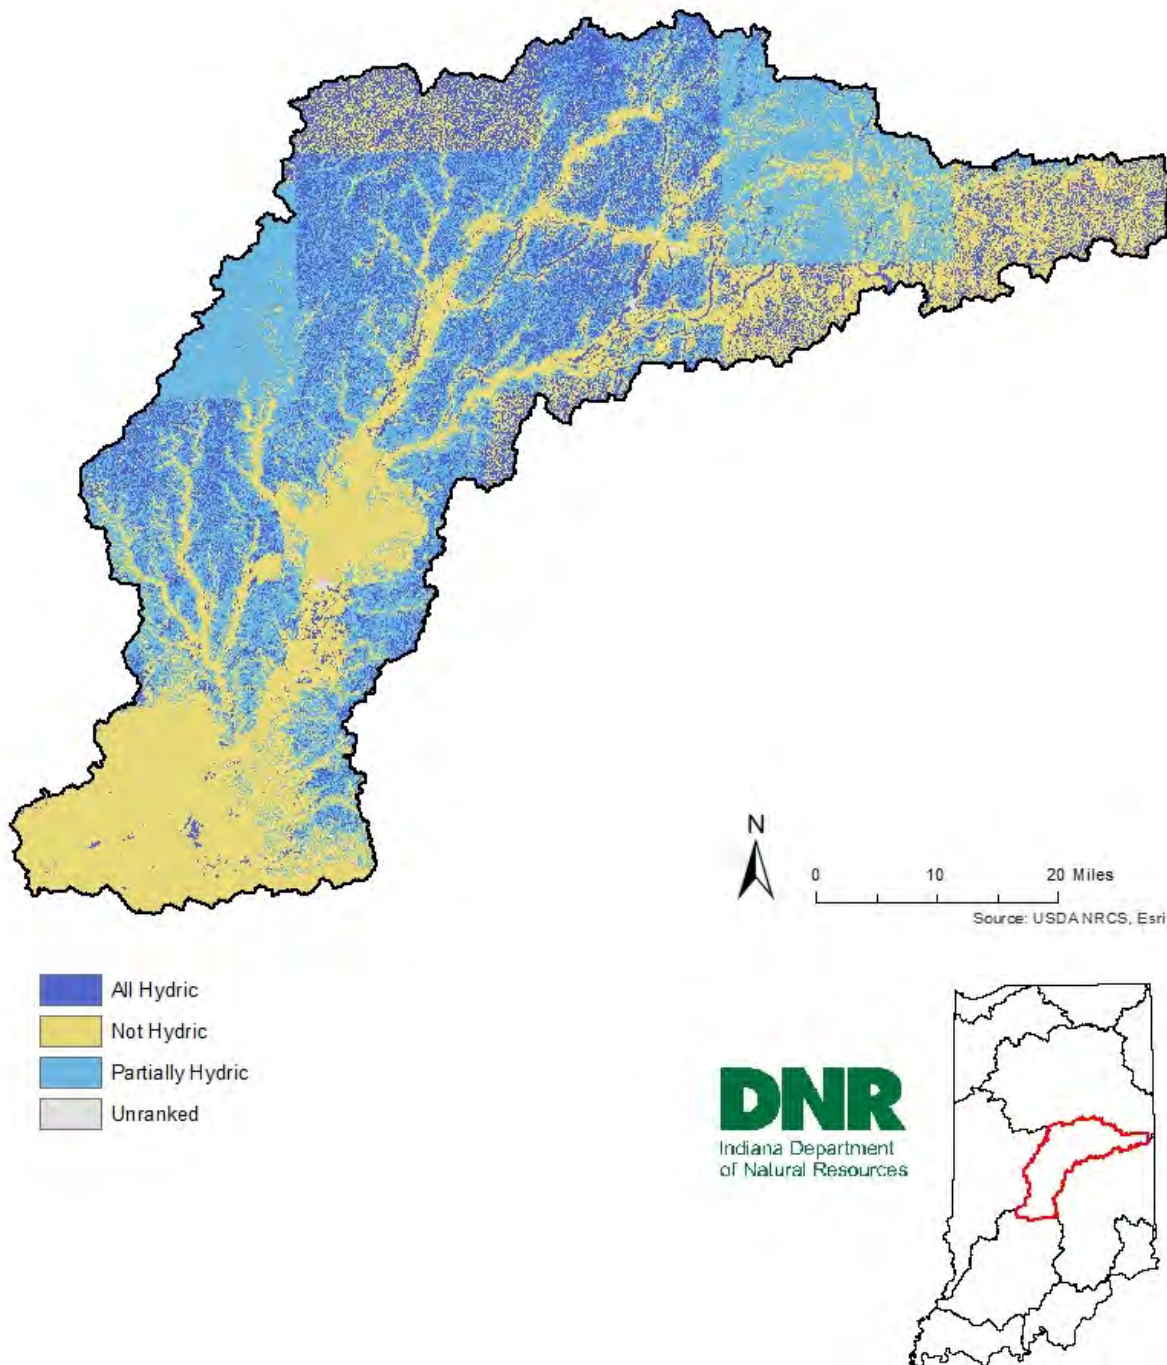 N
0 10 20 Miles
Source: USDA NRCS, Esri
All Hydric
Not Hydric
Partially Hydric
Unranked
DNR
Indiana Department
of Natural Resources